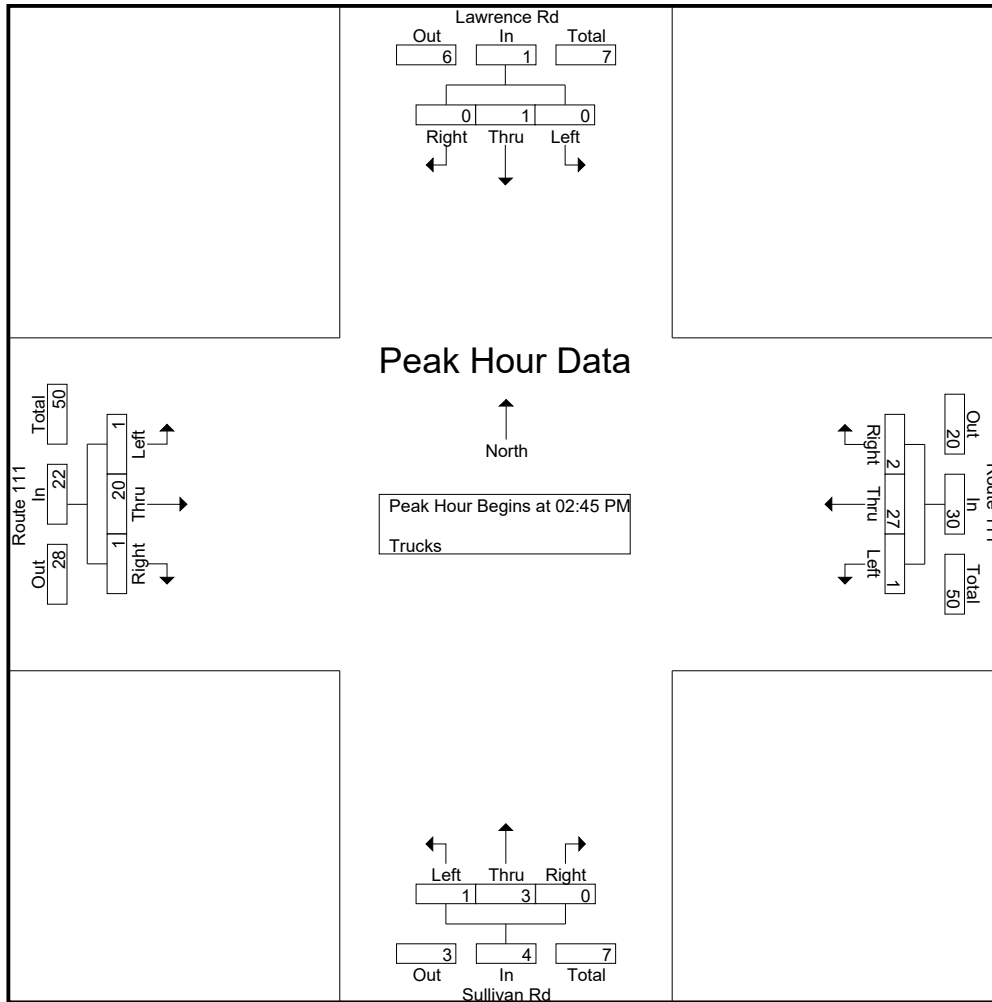 Lawrence Rd
Out In Total
6 1 7
0 1 0
Right Thru Left
Peak Hour Data
North
Peak Hour Begins at 02:45 PM
Trucks
Route 111
Total In Out
50 22 28
1 20 1
Left Thru Right
Right Thru Left
2 27 1
20 30 50
Out In Total
Route 111
Left Thru Right
1 3 0
3 4 7
Out In Total
Sullivan Rd